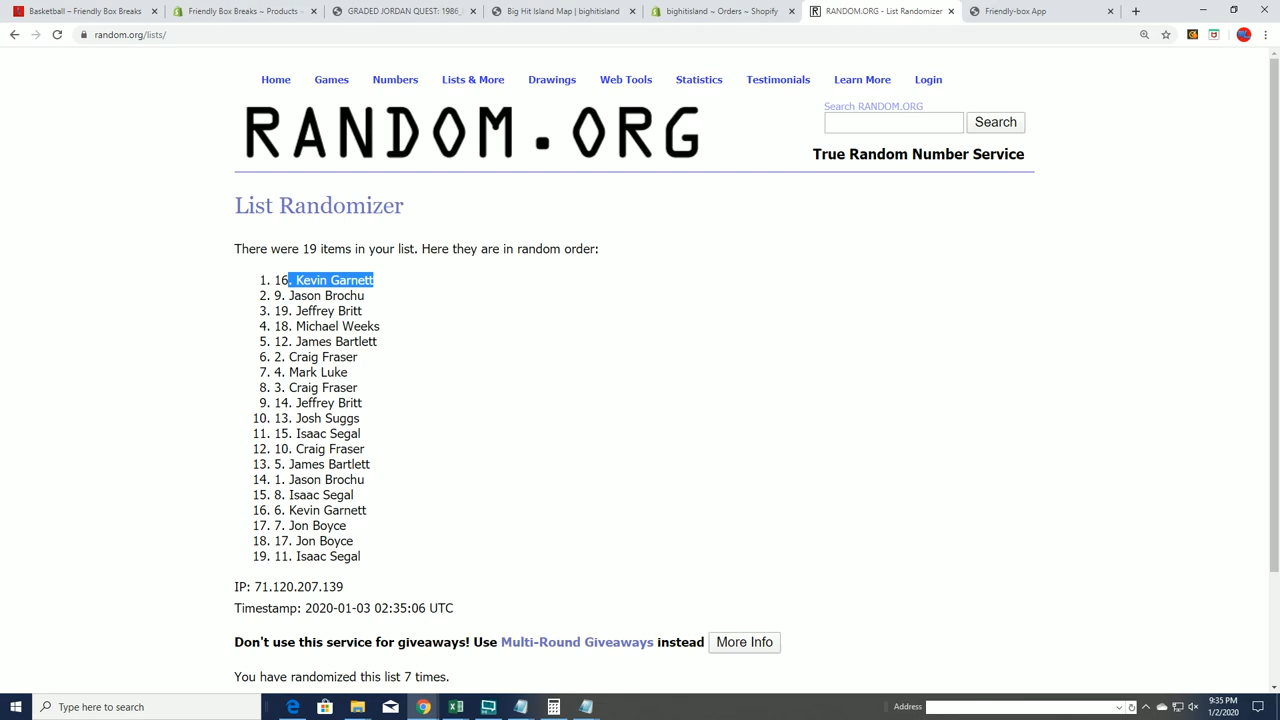 Basketball – Friendly Box Breaks
Friendly Box Breaks ~ Products
GRADED JORDAN QUEST: 1986_
Big Hit Island Map | bighitisland
bighitisland ~ Orders ~ Shopify
RANDOM.ORG - List Randomizer
Friendly-box App
random.org/lists/
Home Games Numbers Lists & More Drawings Web Tools Statistics Testimonials Learn More Login
RANDOM.ORG
Search RANDOM.ORG
Search
True Random Number Service
List Randomizer
There were 19 items in your list. Here they are in random order:
1. 16. Kevin Garnett
2. 9. Jason Brochu
3. 19. Jeffrey Britt
4. 18. Michael Weeks
5. 12. James Bartlett
6. 2. Craig Fraser
7. 4. Mark Luke
8. 3. Craig Fraser
9. 14. Jeffrey Britt
10. 13. Josh Suggs
11. 15. Isaac Segal
12. 10. Craig Fraser
13. 5. James Bartlett
14. 1. Jason Brochu
15. 8. Isaac Segal
16. 6. Kevin Garnett
17. 7. Jon Boyce
18. 17. Jon Boyce
19. 11. Isaac Segal
IP: 71.120.207.139
Timestamp: 2020-01-03 02:35:06 UTC
Don't use this service for giveaways! Use Multi-Round Giveaways instead More Info
You have randomized this list 7 times.
Type here to search
Address
9:35 PM
1/2/2020